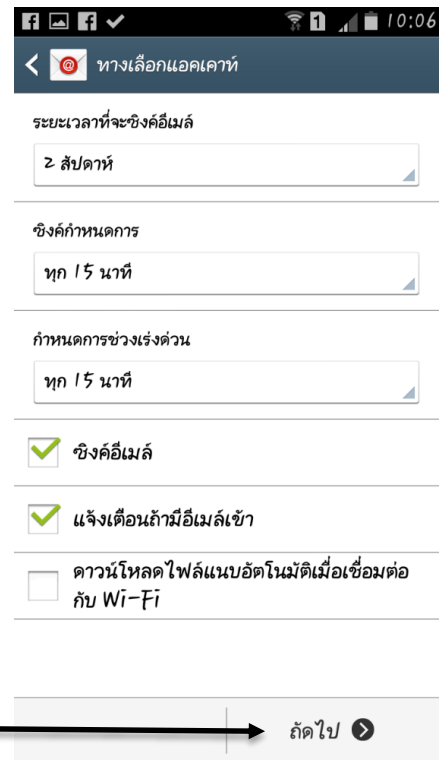 10:06
ทางเลือกแอคเคาท์
ระยะเวลาที่จะซิงค์อีเมล์
2 สัปดาห์
ซิงค์กำหนดการ
ทุก 15 นาที
กำหนดการช่วงเร่งด่วน
ทุก 15 นาที
ซิงค์อีเมล์
แจ้งเตือนถ้ามีอีเมล์เข้า
ดาวน์โหลดไฟล์แนบอัตโนมัติเมื่อเชื่อมต่อ
กับ Wi-Fi
ถัดไป